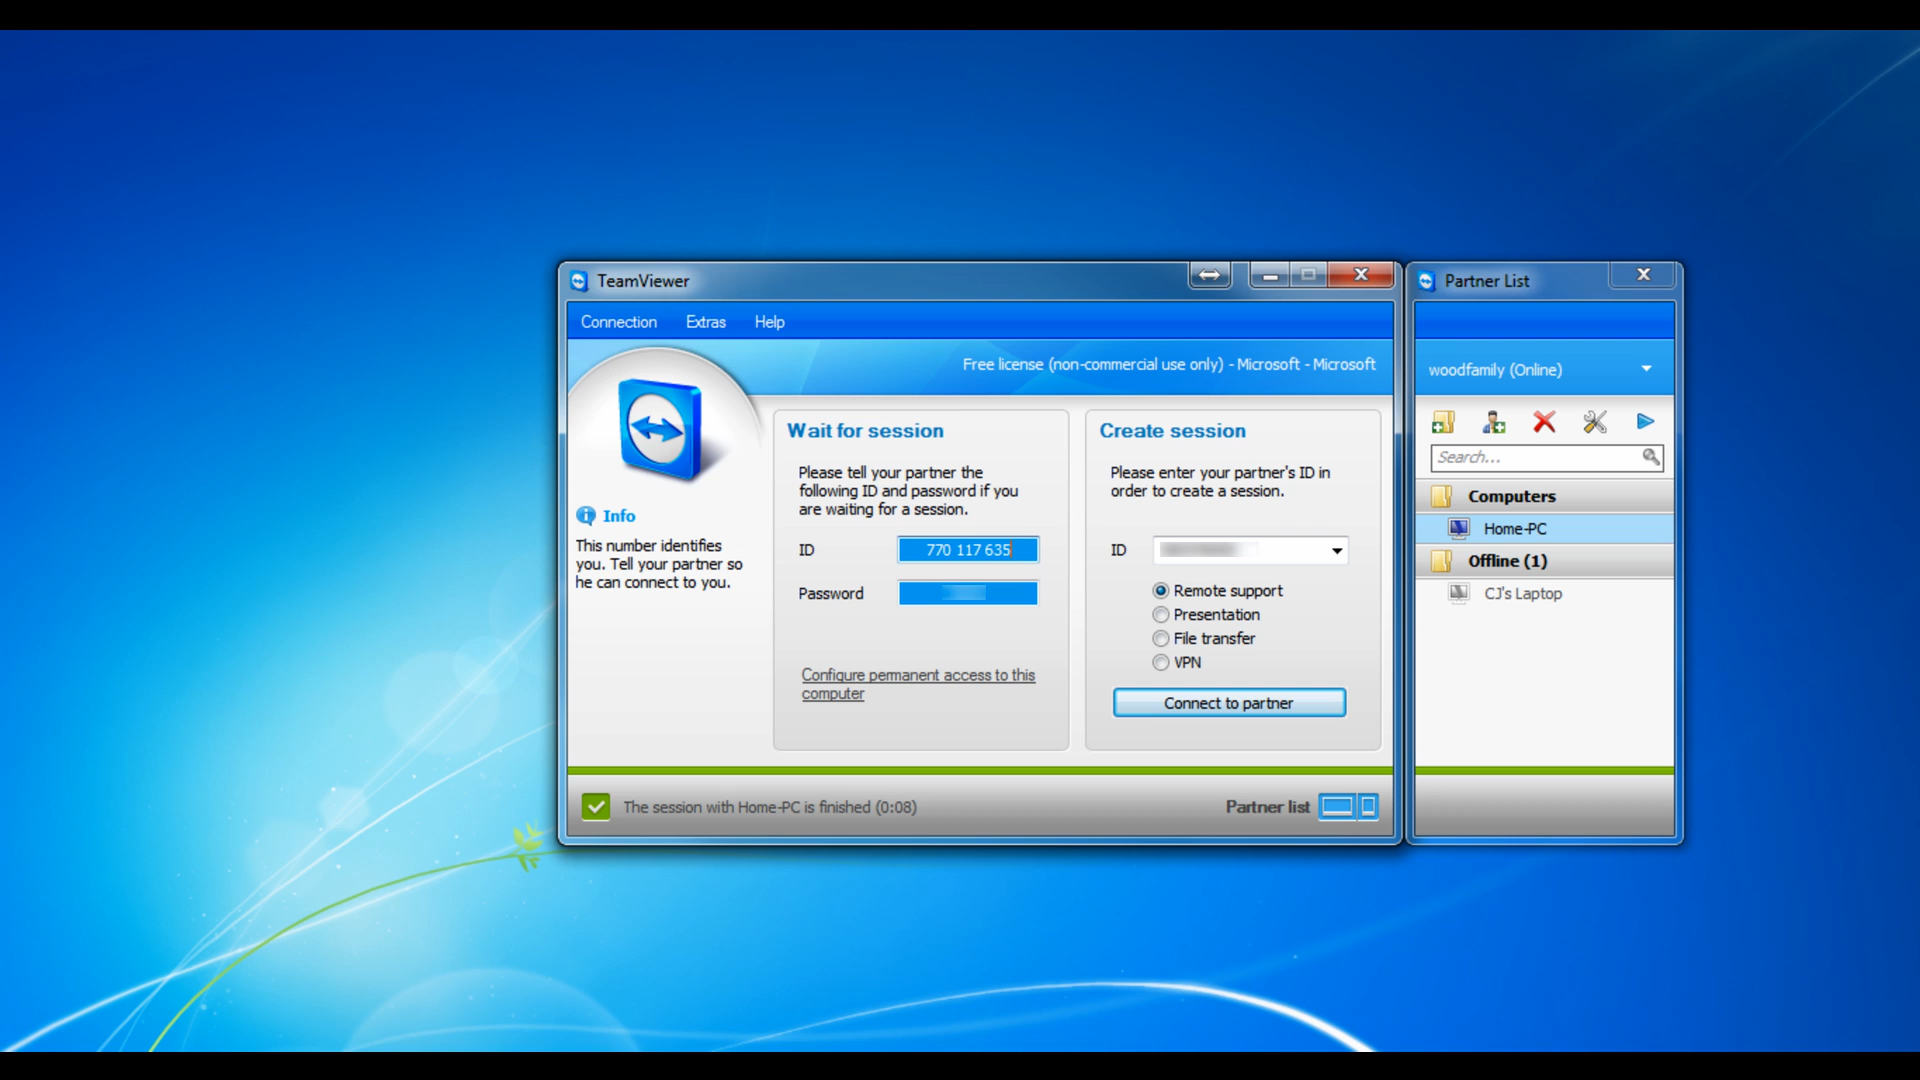 TeamViewer
Connection Extras Help
Free license (non-commercial use only) - Microsoft - Microsoft
Info
This number identifies
you. Tell your partner so
he can connect to you.
Wait for session
Please tell your partner the
following ID and password if you
are waiting for a session.
ID 770 117 635
Password
Configure permanent access to this
computer
Create session
Please enter your partner's ID in
order to create a session.
ID
Remote support
Presentation
File transfer
VPN
Connect to partner
The session with Home-PC is finished (0:08)
Partner list
Partner List
woodfamily (Online)
Search...
Computers
Home-PC
Offline (1)
CJ's Laptop